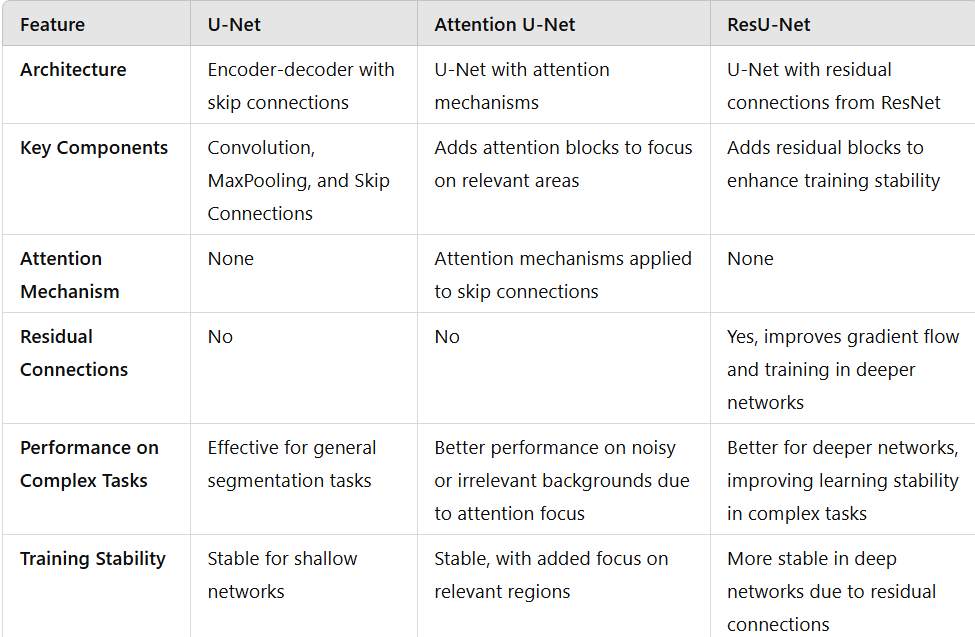 Feature U-Net Attention U-Net ResU-Net
Architecture Encoder-decoder with U-Net with attention U-Net with residual
skip connections mechanisms connections from ResNet
Key Components Convolution, Adds attention blocks to focus Adds residual blocks to
MaxPooling, and Skip on relevant areas enhance training stability
Connections
Attention None Attention mechanisms applied None
Mechanism to skip connections
Residual No No Yes, improves gradient flow
Connections and training in deeper
networks
Performance on Effective for general Better performance on noisy Better for deeper networks,
Complex Tasks segmentation tasks or irrelevant backgrounds due improving learning stability
to attention focus in complex tasks
Training Stability Stable for shallow Stable, with added focus on More stable in deep
networks relevant regions networks due to residual
connections